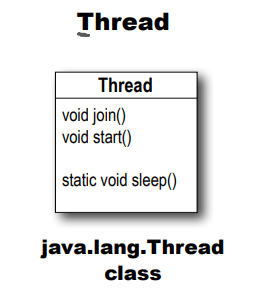 Thread
Thread
void join()
void start()
static void sleep()
java.lang.Thread
class